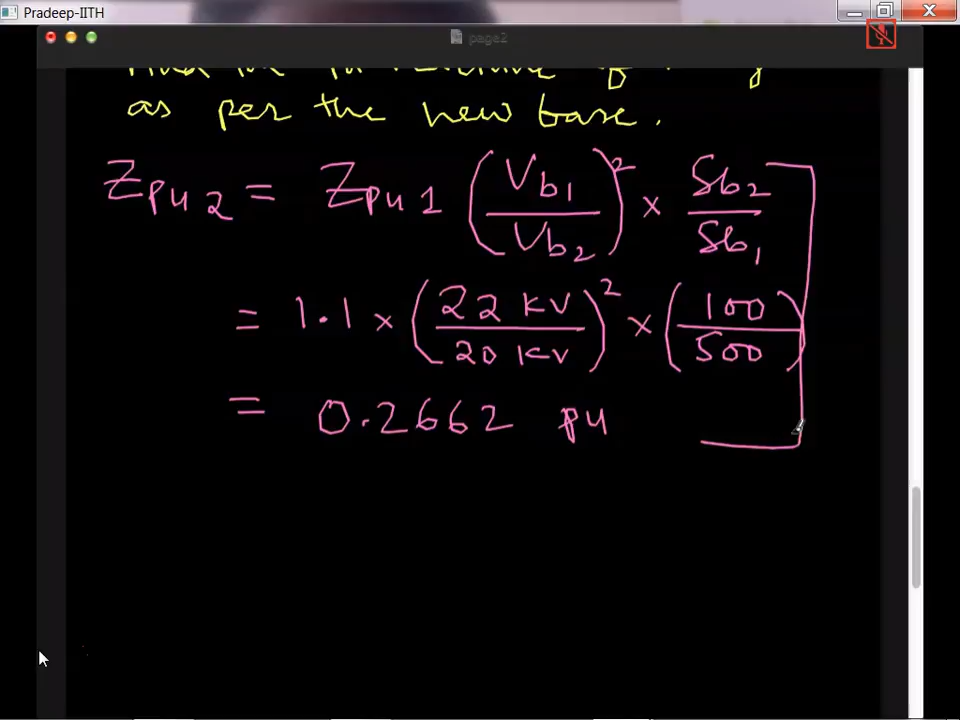 Pradeep-IITH
page2
as per the new base.
Zpu2 = Zpu1 (Vb1/Vb2)² × Sb2/Sb1
= 1.1 × (22 KV/20 KV)² × (100/500)
= 0.2662 pu